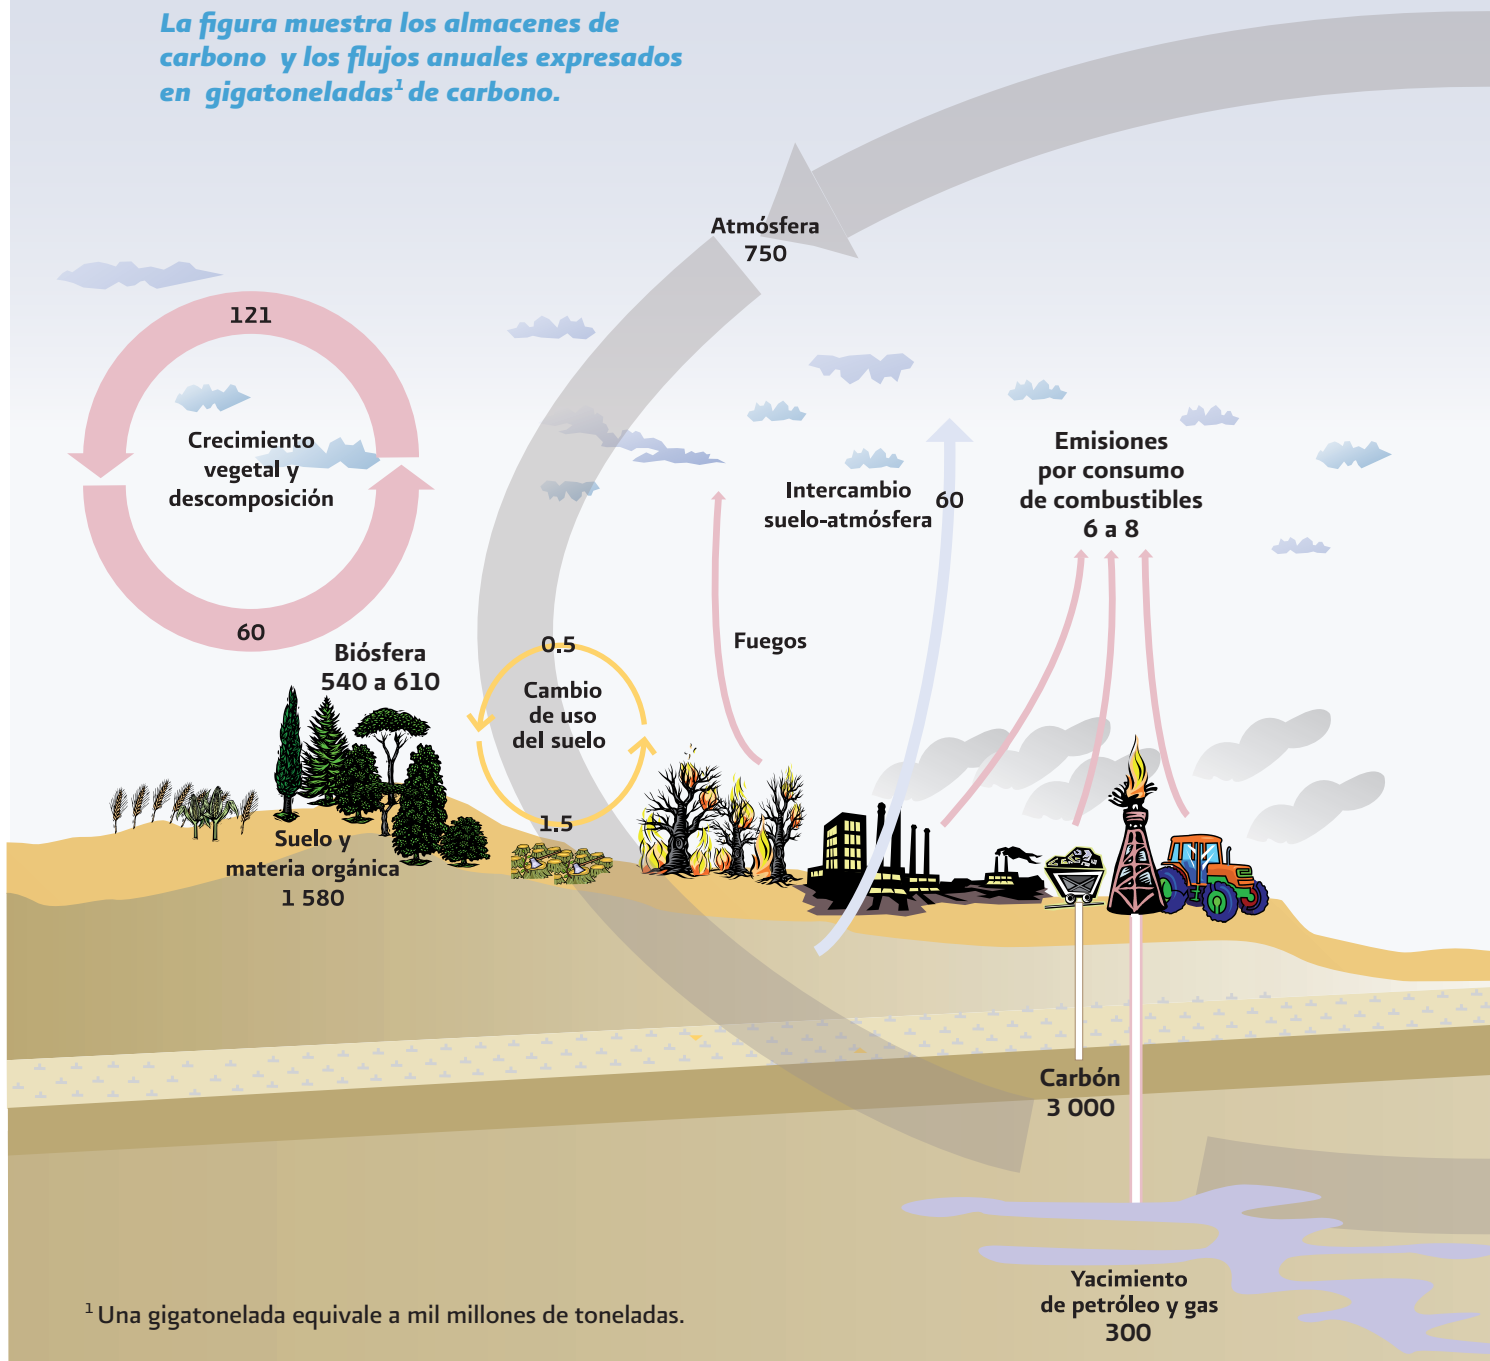 La figura muestra los almacenes de
carbono y los flujos anuales expresados
en gigatoneladas¹ de carbono.
Atmósfera
750
121
Crecimiento
vegetal y
descomposición
60
Intercambio
suelo-atmósfera
60
Emisiones
por consumo
de combustibles
6 a 8
Fuegos
Biósfera
540 a 610
0.5
Cambio
de uso
del suelo
1.5
Suelo y
materia orgánica
1 580
Carbón
3 000
Yacimiento
de petróleo y gas
300
¹ Una gigatonelada equivale a mil millones de toneladas.